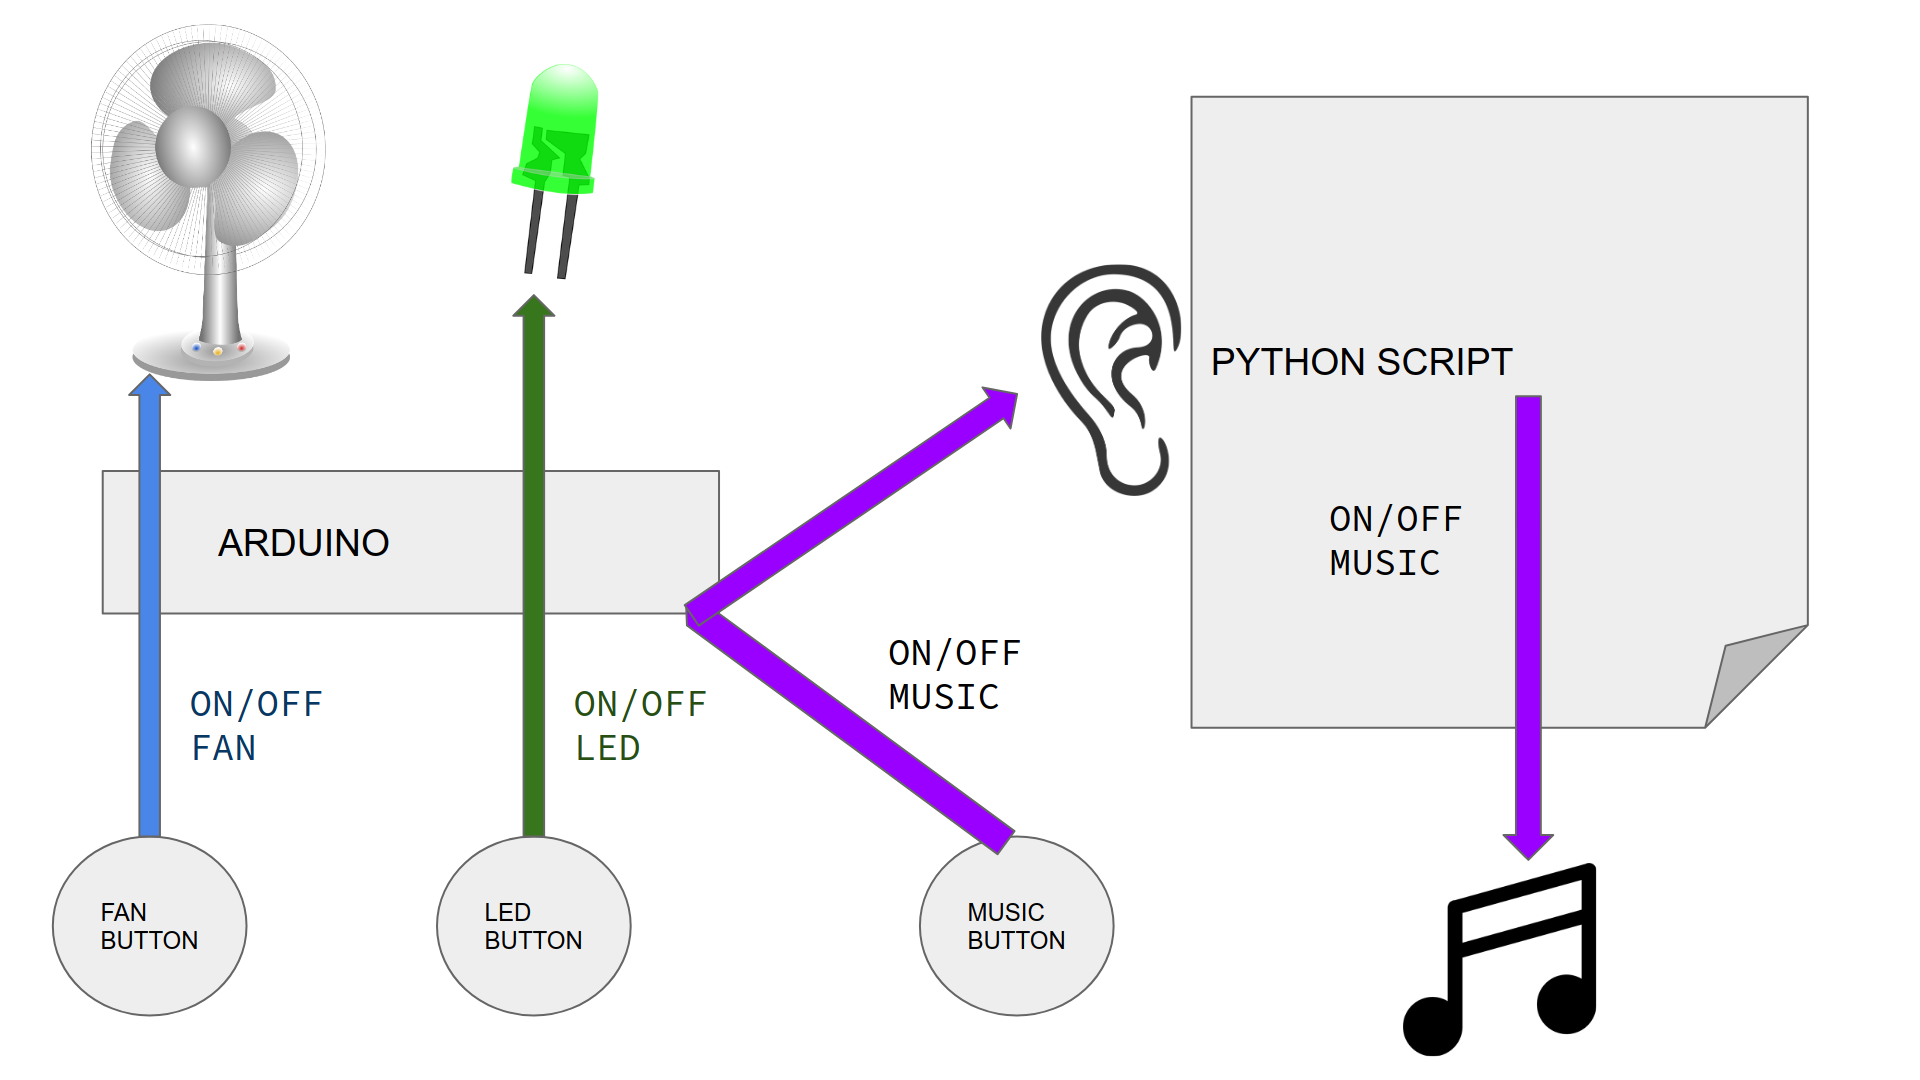 PYTHON SCRIPT
ON/OFF
MUSIC
ARDUINO
ON/OFF
MUSIC
ON/OFF
FAN
ON/OFF
LED
FAN
BUTTON
LED
BUTTON
MUSIC
BUTTON